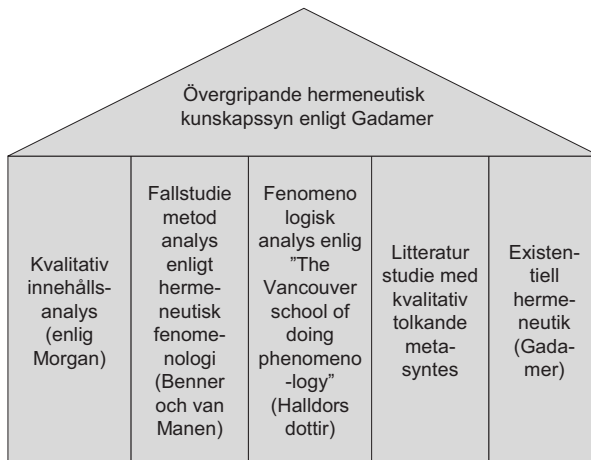 Övergripande hermeneutisk
kunskapssyn enligt Gadamer
Kvalitativ
innehålls-
analys
(enlig
Morgan)
Fallstudie
metod
analys
enligt
herme-
neutisk
fenome-
nologi
(Benner
och van
Manen)
Fenomeno
logisk
analys enlig
”The
Vancouver
school of
doing
phenomeno
-logy”
(Halldors
dottir)
Litteratur
studie med
kvalitativ
tolkande
meta-
syntes
Existen-
tiell
herme-
neutik
(Gada-
mer)